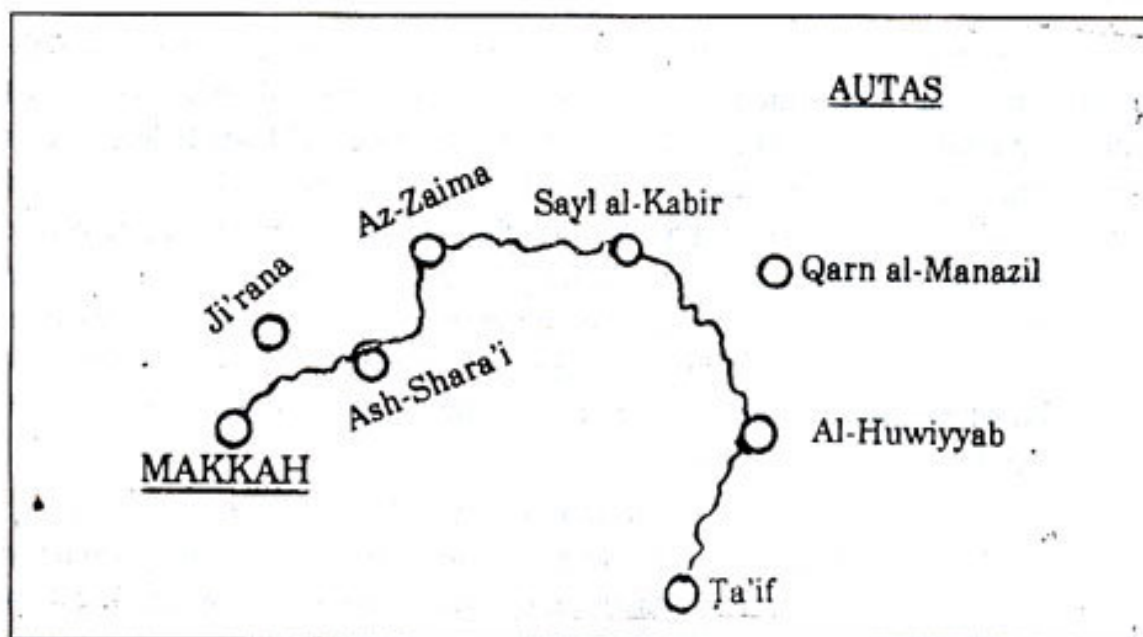 AUTAS
Az-Zaima
Sayl al-Kabir
Qarn al-Manazil
Ji'rana
Ash-Shara'i
MAKKAH
Al-Huwiyyab
Ṭa'if